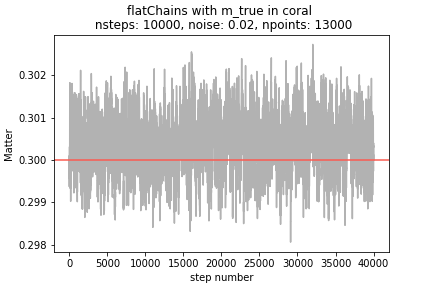 flatChains with m_true in coral
nsteps: 10000, noise: 0.02, npoints: 13000
0.302
0.301
0.300
0.299
0.298
Matter
0 5000 10000 15000 20000 25000 30000 35000 40000
step number